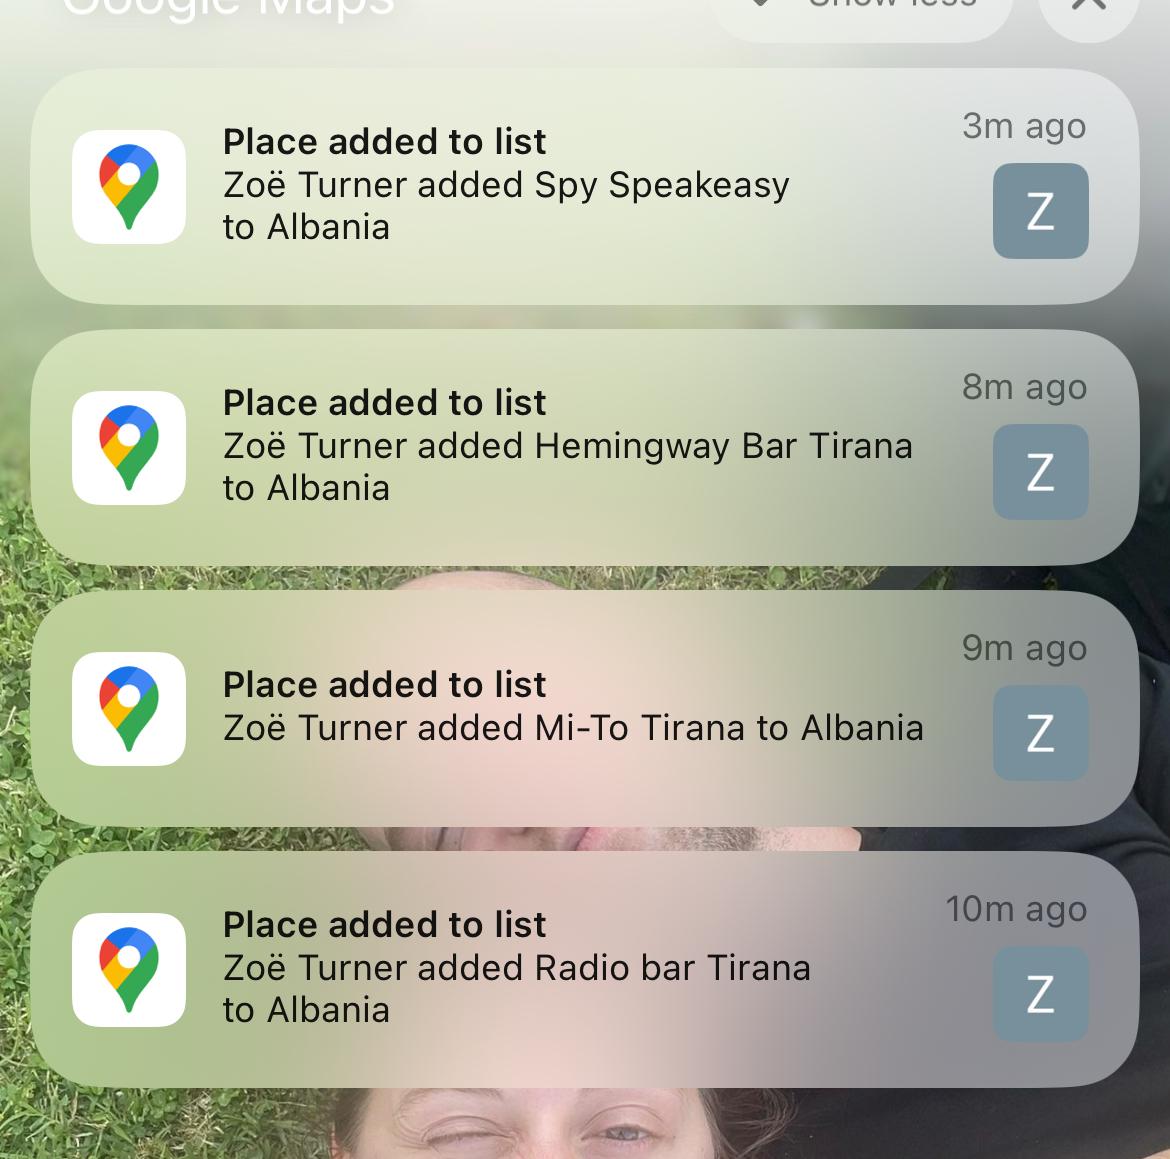 Google Maps
Show less
Place added to list
3m ago
Zoë Turner added Spy Speakeasy
to Albania
Z
Place added to list
8m ago
Zoë Turner added Hemingway Bar Tirana
to Albania
Z
Place added to list
9m ago
Zoë Turner added Mi-To Tirana to Albania
Z
Place added to list
10m ago
Zoë Turner added Radio bar Tirana
to Albania
Z